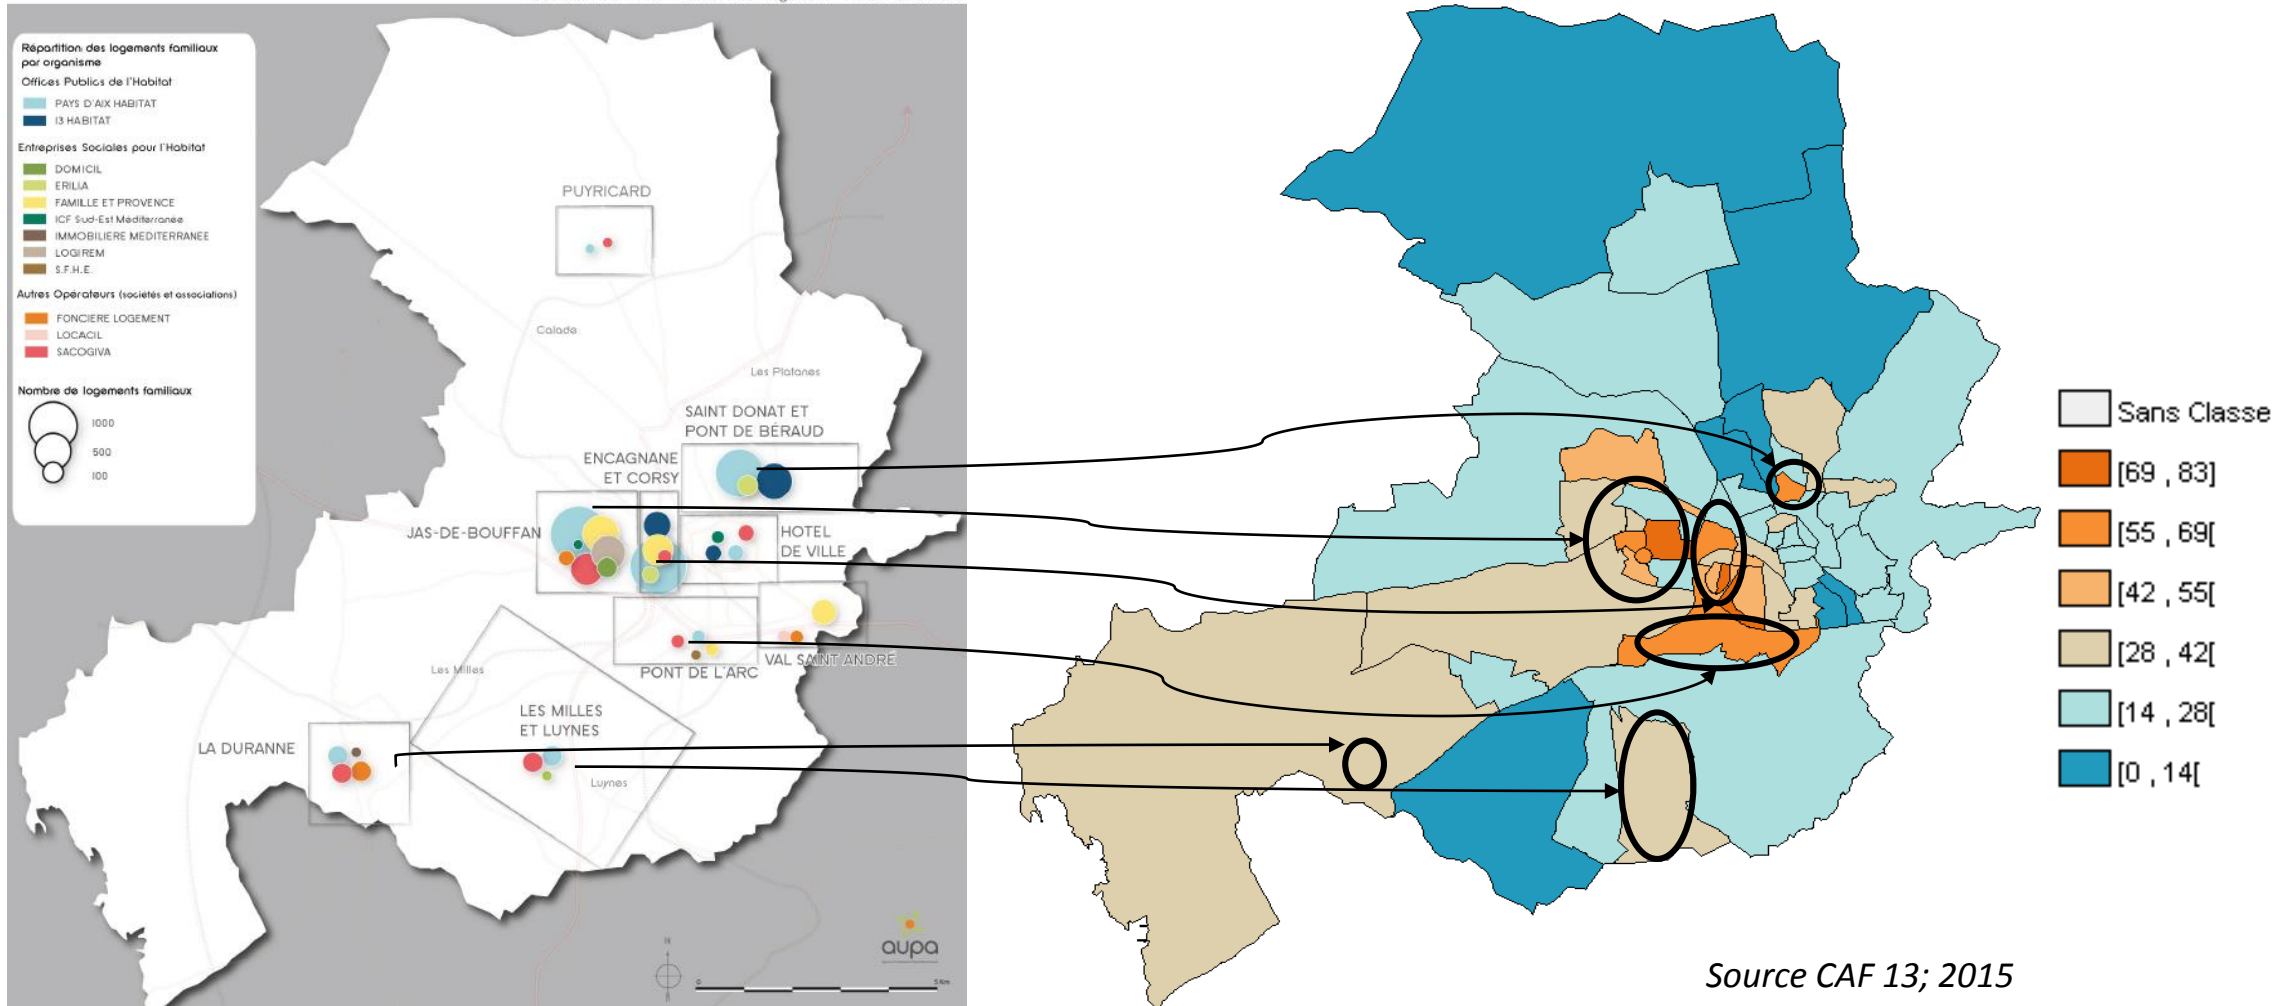 Répartition des logements familiaux
par organisme
Offices Publics de l'Habitat
PAYS D'AIX HABITAT
13 HABITAT
Entreprises Sociales pour l'Habitat
DOMICIL
ERILIA
FAMILLE ET PROVENCE
ICF Sud-Est Méditerranée
IMMOBILIERE MEDITERRANEE
LOGIREM
S.F.H.E.
Autres Opérateurs (sociétés et associations)
FONCIERE LOGEMENT
LOCACIL
SACOGIVA
Nombre de logements familiaux
1000
500
100
PUYRICARD
Calade
Les Platanes
SAINT DONAT ET
PONT DE BÉRAUD
ENCAGNANE
ET CORSY
JAS-DE-BOUFFAN
HOTEL
DE VILLE
VAL SAINT ANDRÉ
PONT DE L'ARC
Les Milles
LES MILLES
ET LUYNES
LA DURANNE
Luynes
N
0
5 Km
aupa
Sans Classe
[69 , 83]
[55 , 69[
[42 , 55[
[28 , 42[
[14 , 28[
[0 , 14[
Source CAF 13; 2015